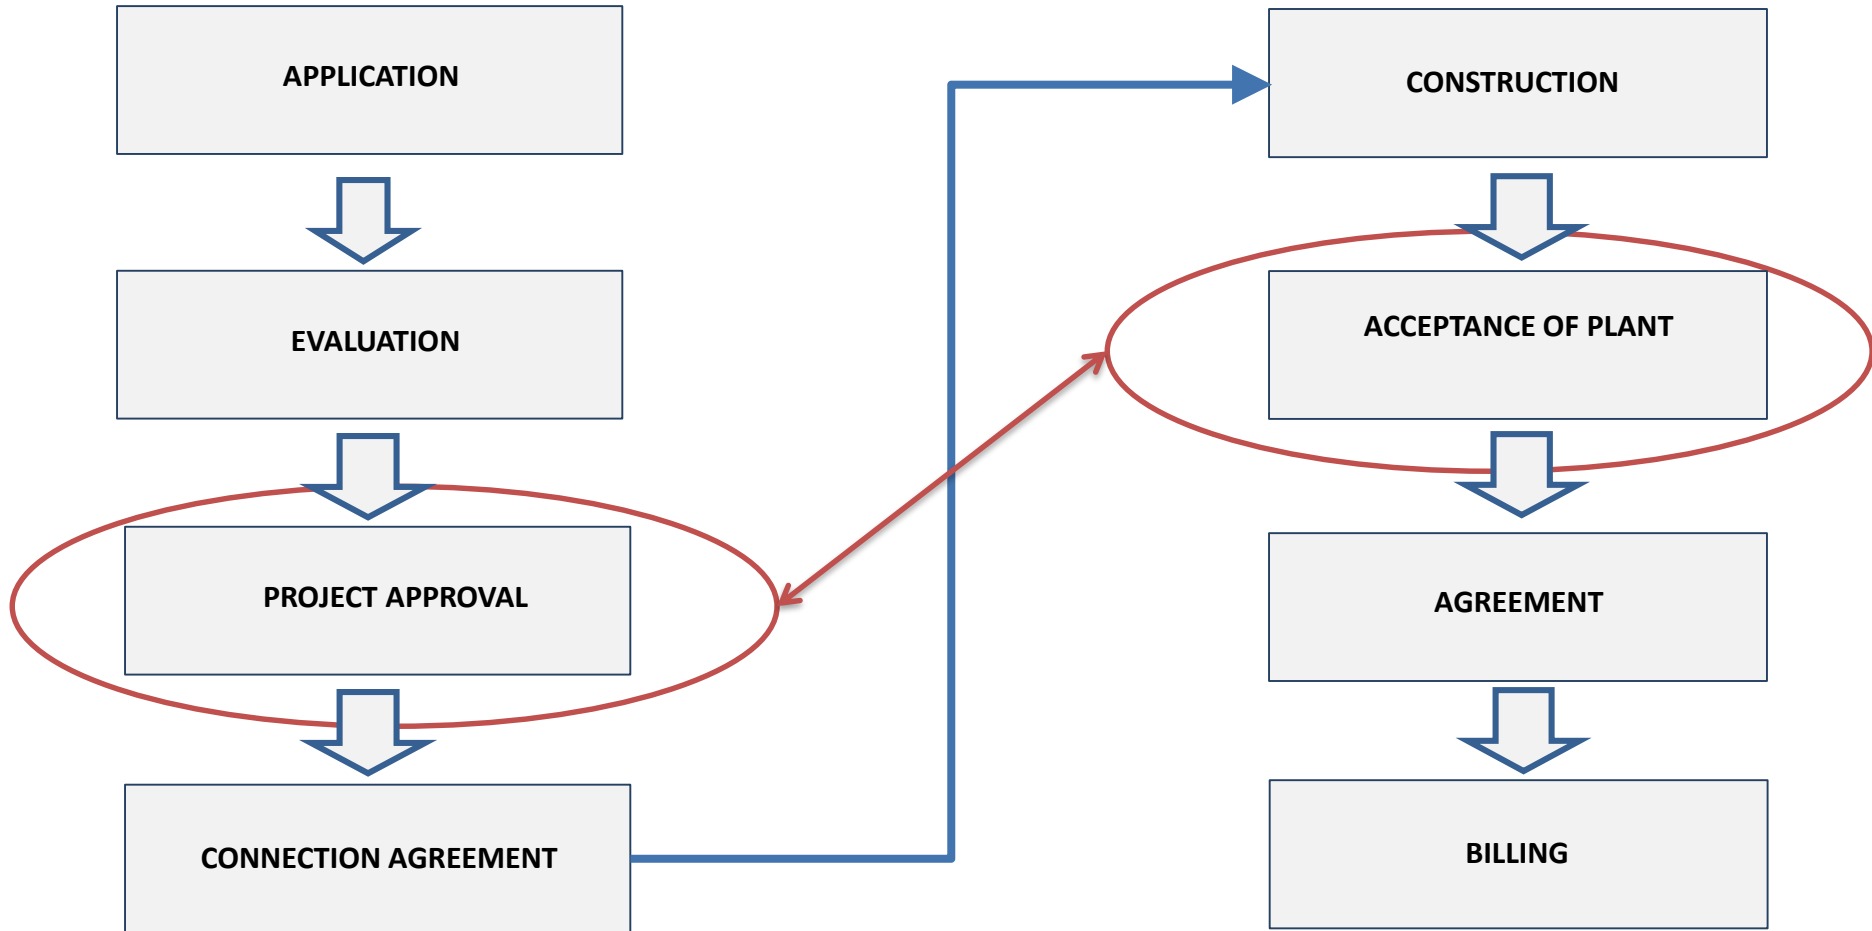 APPLICATION
EVALUATION
PROJECT APPROVAL
CONNECTION AGREEMENT
CONSTRUCTION
ACCEPTANCE OF PLANT
AGREEMENT
BILLING